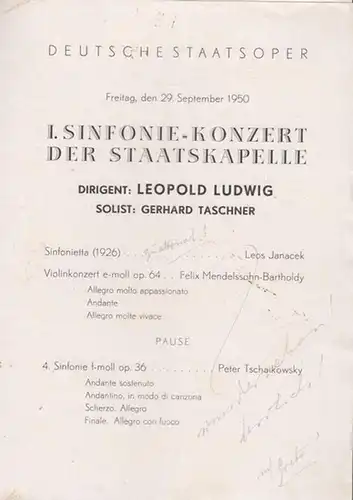 DEUTSCHE STAATSOPER
Freitag, den 29. September 1950
I. SINFONIE-KONZERT
DER STAATSKAPELLE
DIRIGENT: LEOPOLD LUDWIG
SOLIST: GERHARD TASCHNER
Sinfonietta (1926) . . . . . . . . . . . . . Leos Janacek
Violinkonzert e-moll op. 64 . . Felix Mendelssohn-Bartholdy
Allegro molto appassionato
Andante
Allegro molte vivace
PAUSE
4. Sinfonie f-moll op. 36 . . . . . . . . . Peter Tschaikowsky
Andante sostenuto
Andantino, in modo di canzona
Scherzo. Allegro
Finale. Allegro con fuoco